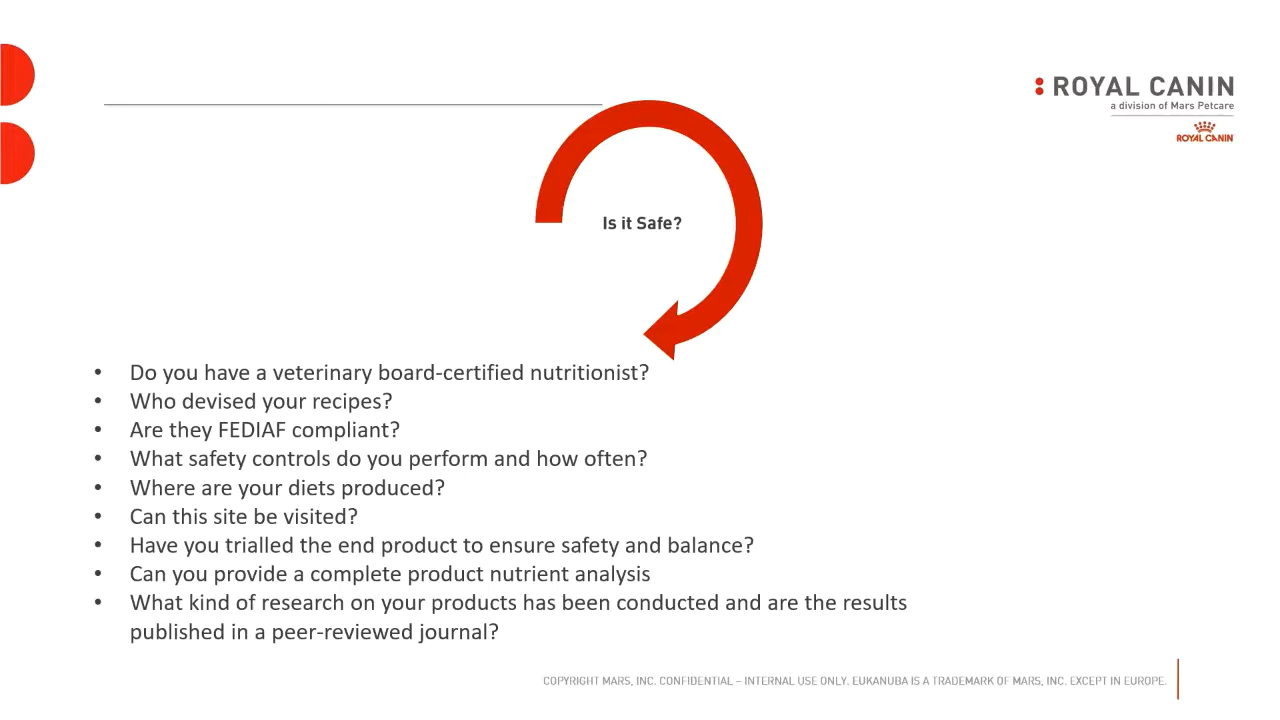 ROYAL CANIN
a division of Mars Petcare
ROYAL CANIN
Is it Safe?
• Do you have a veterinary board-certified nutritionist?
• Who devised your recipes?
• Are they FEDIAF compliant?
• What safety controls do you perform and how often?
• Where are your diets produced?
• Can this site be visited?
• Have you trialled the end product to ensure safety and balance?
• Can you provide a complete product nutrient analysis
• What kind of research on your products has been conducted and are the results
published in a peer-reviewed journal?
COPYRIGHT MARS, INC. CONFIDENTIAL – INTERNAL USE ONLY. EUKANUBA IS A TRADEMARK OF MARS, INC. EXCEPT IN EUROPE.